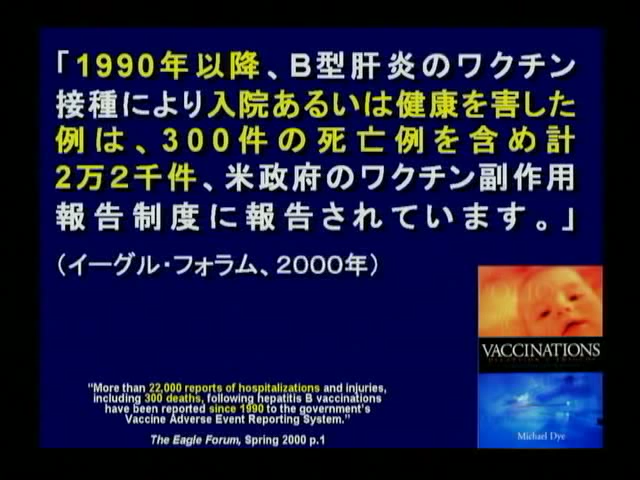 「1990年以降、B型肝炎のワクチン
接種により入院あるいは健康を害した
例は、300件の死亡例を含め計
2万2千件、米政府のワクチン副作用
報告制度に報告されています。」
（イーグル・フォラム、2000年）
VACCINATIONS
Michael Dye
"More than 22,000 reports of hospitalizations and injuries,
including 300 deaths, following hepatitis B vaccinations
have been reported since 1990 to the government's
Vaccine Adverse Event Reporting System."
The Eagle Forum, Spring 2000 p.1